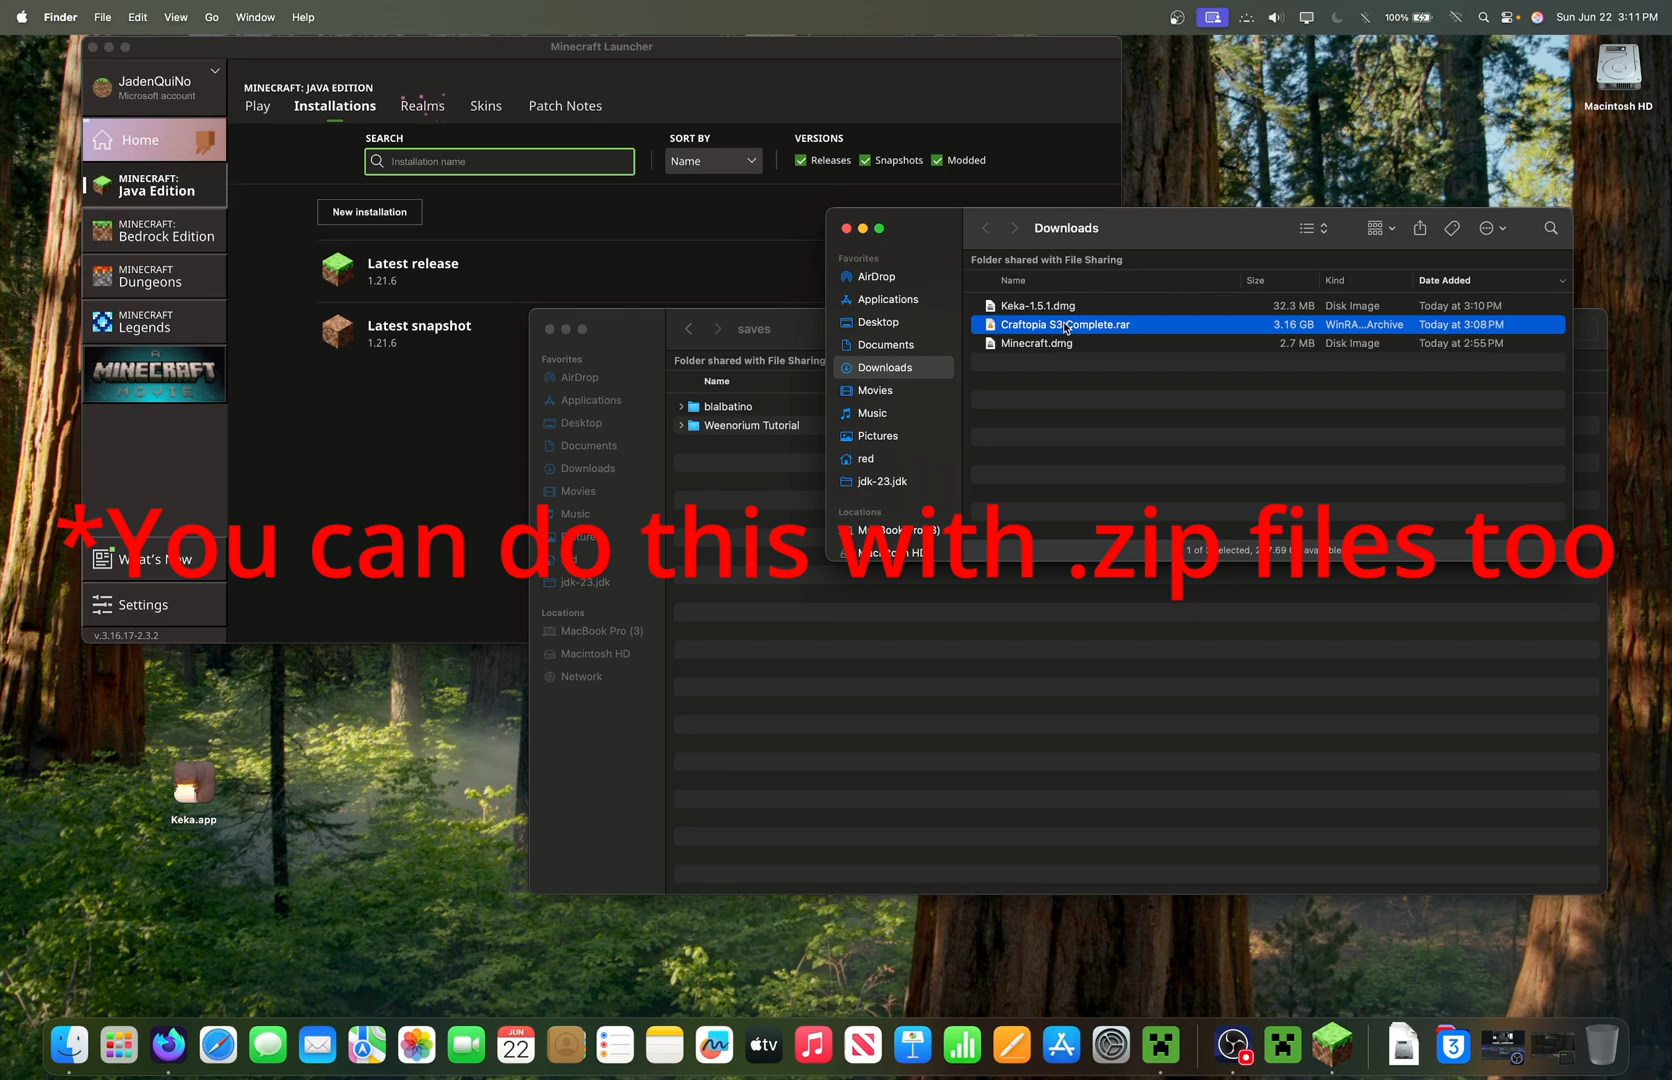 Finder File Edit View Go Window Help
100% Sun Jun 22 3:11 PM
Minecraft Launcher
JadenQuiNo
Microsoft account
Home
MINECRAFT:
Java Edition
MINECRAFT:
Bedrock Edition
MINECRAFT
Dungeons
MINECRAFT
Legends
A
MINECRAFT
MOVIE
What's New
Settings
v.3.16.17-2.3.2
MINECRAFT: JAVA EDITION
Play Installations Realms Skins Patch Notes
SEARCH SORT BY VERSIONS
Installation name Name Releases Snapshots Modded
New installation
Latest release
1.21.6
Latest snapshot
1.21.6
saves
Folder shared with File Sharing
Name
blalbatino
Weenorium Tutorial
Favorites
AirDrop
Applications
Desktop
Documents
Downloads
Movies
Music
jdk-23.jdk
Locations
MacBook Pro (3)
Macintosh HD
Network
Downloads
Folder shared with File Sharing
Name Size Kind Date Added
Keka-1.5.1.dmg 32.3 MB Disk Image Today at 3:10 PM
Craftopia S3 Complete.rar 3.16 GB WinRA...Archive Today at 3:08 PM
Minecraft.dmg 2.7 MB Disk Image Today at 2:55 PM
Favorites
AirDrop
Applications
Desktop
Documents
Downloads
Movies
Music
Pictures
red
jdk-23.jdk
Locations
*You can do this with .zip files too
Macintosh HD
Keka.app
JUN
22
tv
3